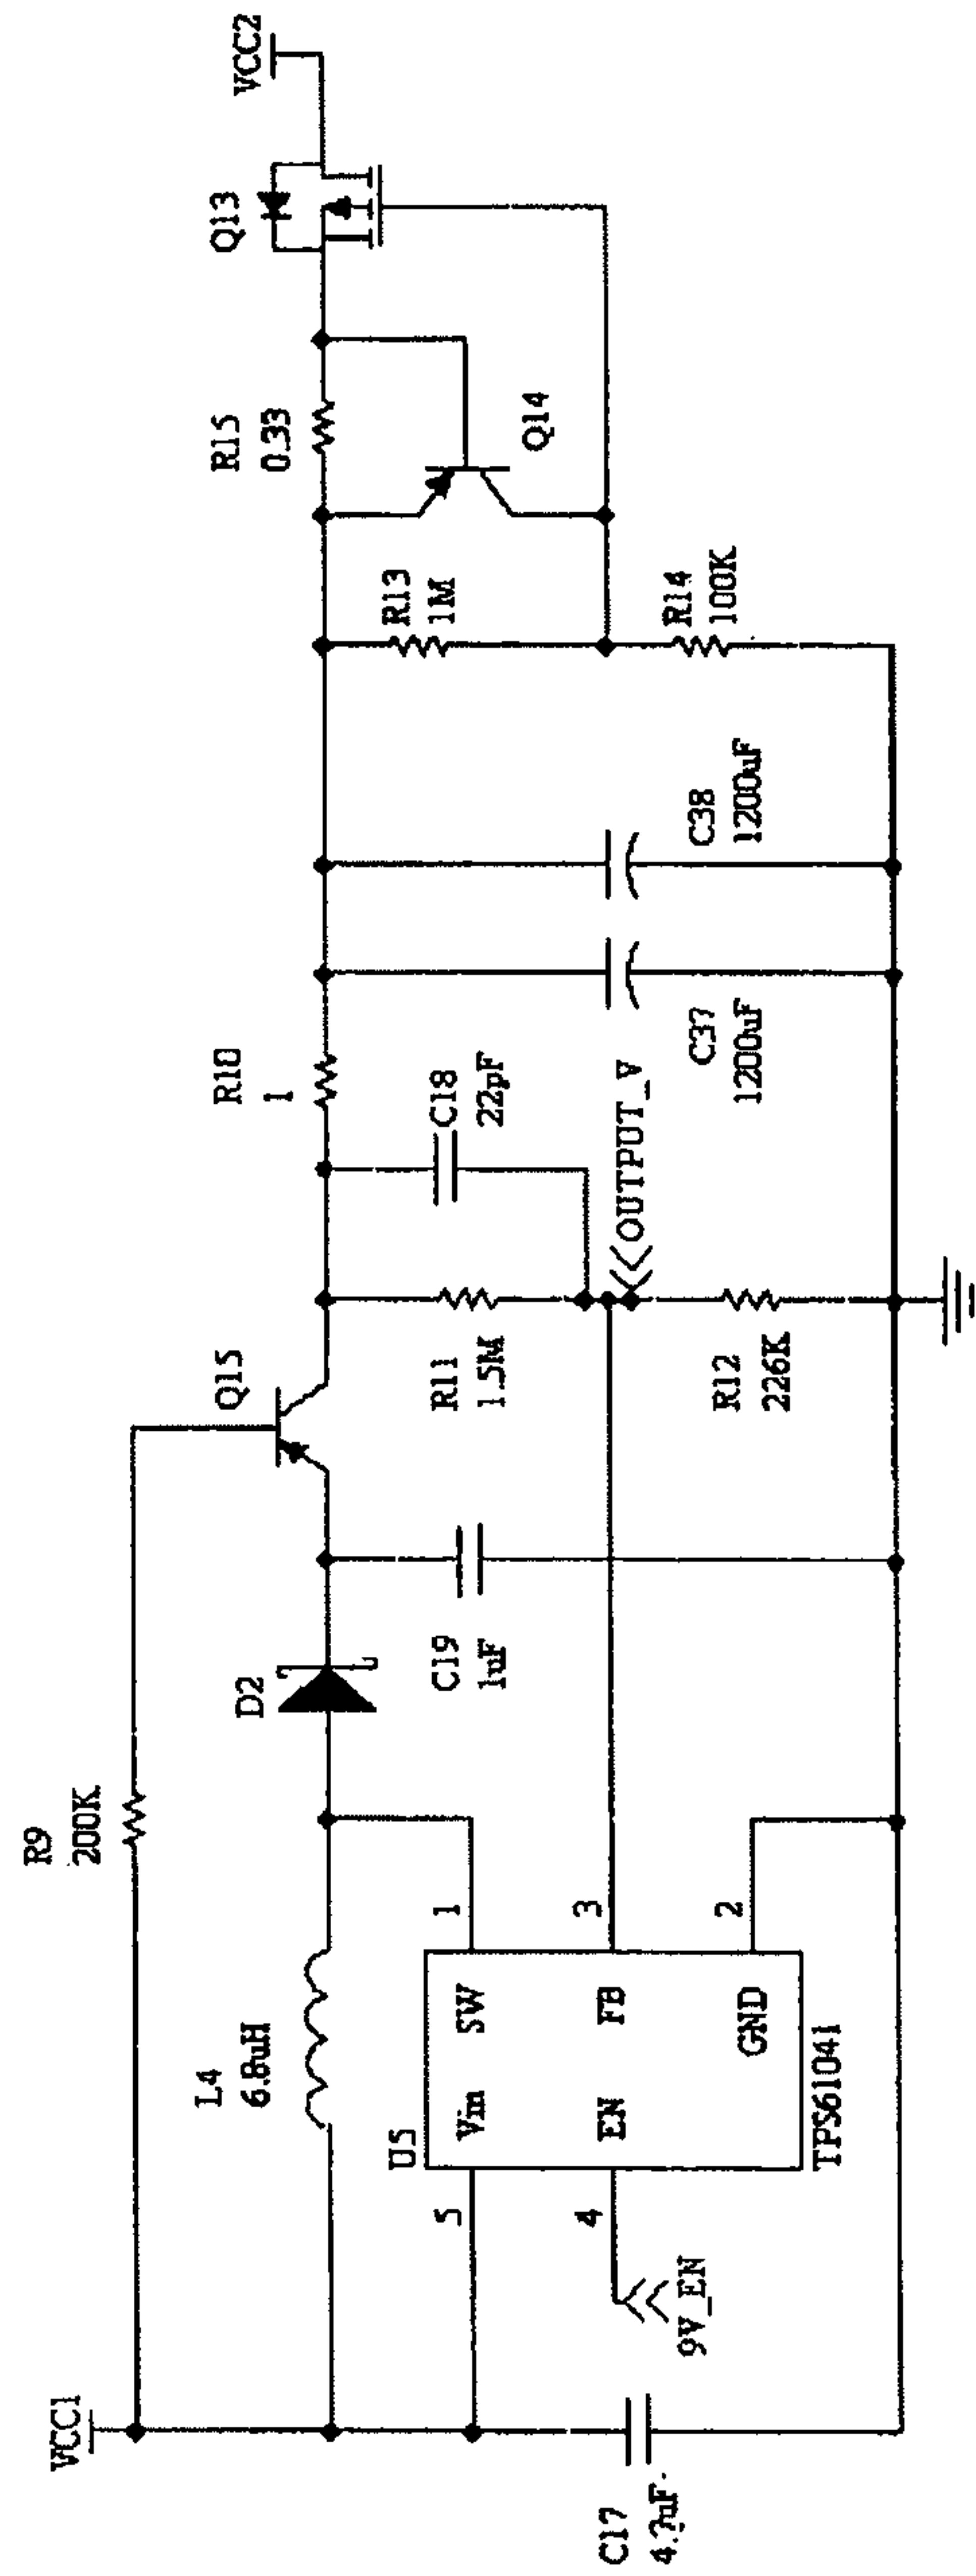 VCC1
R9
200K
L4
6.8uH
D2
Q15
R10
1
R15
0.33
Q13
VCC2
U5
5
Vin
SW
1
4
EN
FB
3
GND
2
TPS61041
9V_EN
C17
C19
1uF
R11
1.5M
C18
22pF
OUTPUT_V
R12
226K
C37
1200uF
C38
1200uF
R13
1M
R14
100K
Q14